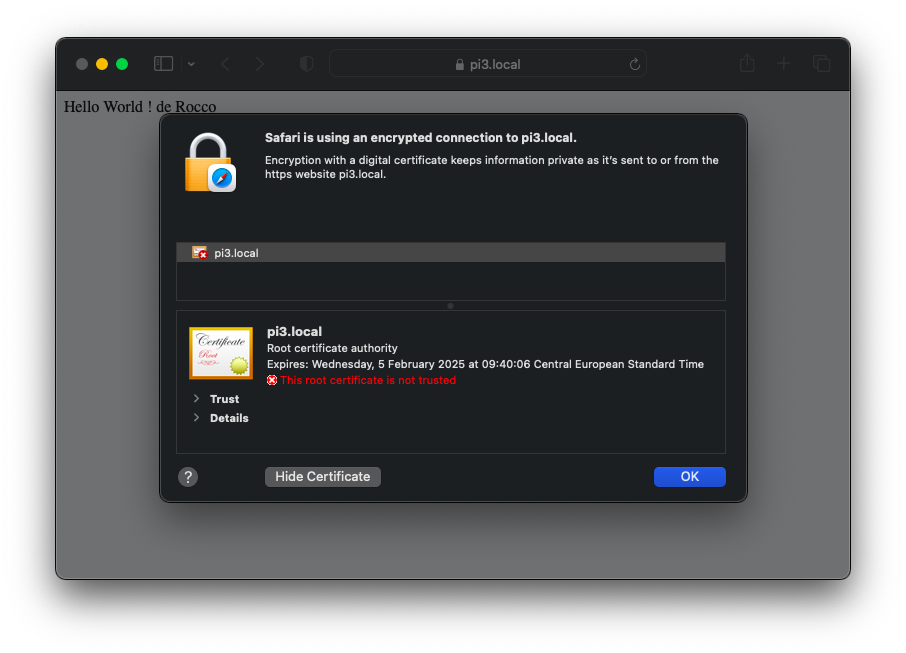 pi3.local
Hello World ! de Rocco
Safari is using an encrypted connection to pi3.local.
Encryption with a digital certificate keeps information private as it’s sent to or from the
https website pi3.local.
pi3.local
Certificate
Root
pi3.local
Root certificate authority
Expires: Wednesday, 5 February 2025 at 09:40:06 Central European Standard Time
This root certificate is not trusted
Trust
Details
?
Hide Certificate
OK